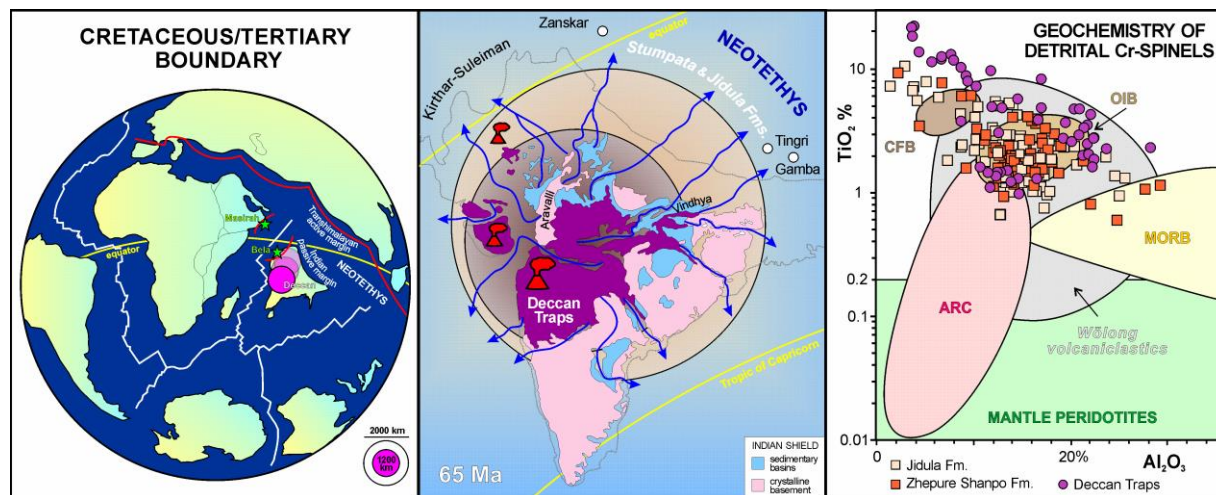 CRETACEOUS/TERTIARY
BOUNDARY
Masirah
Bela
equator
Transhimalayan
active margin
Indian
passive margin
NEOTETHYS
Deccan
2000 km
1200
km
Zanskar
equator
Kirthar-Suleiman
NEOTETHYS
Stumpata & Jidula Fms.
Tingri
Gamba
Aravalli
Vindhya
Deccan
Traps
Tropic of Capricorn
65 Ma
INDIAN SHIELD
sedimentary
basins
crystalline
basement
GEOCHEMISTRY OF
DETRITAL Cr-SPINELS
TiO2 %
10
1
0.2
0.1
0.01
OIB
CFB
MORB
ARC
Wölong
volcaniclastics
MANTLE PERIDOTITES
0
20%
Al2O3
Jidula Fm.
Zhepure Shanpo Fm.
Deccan Traps